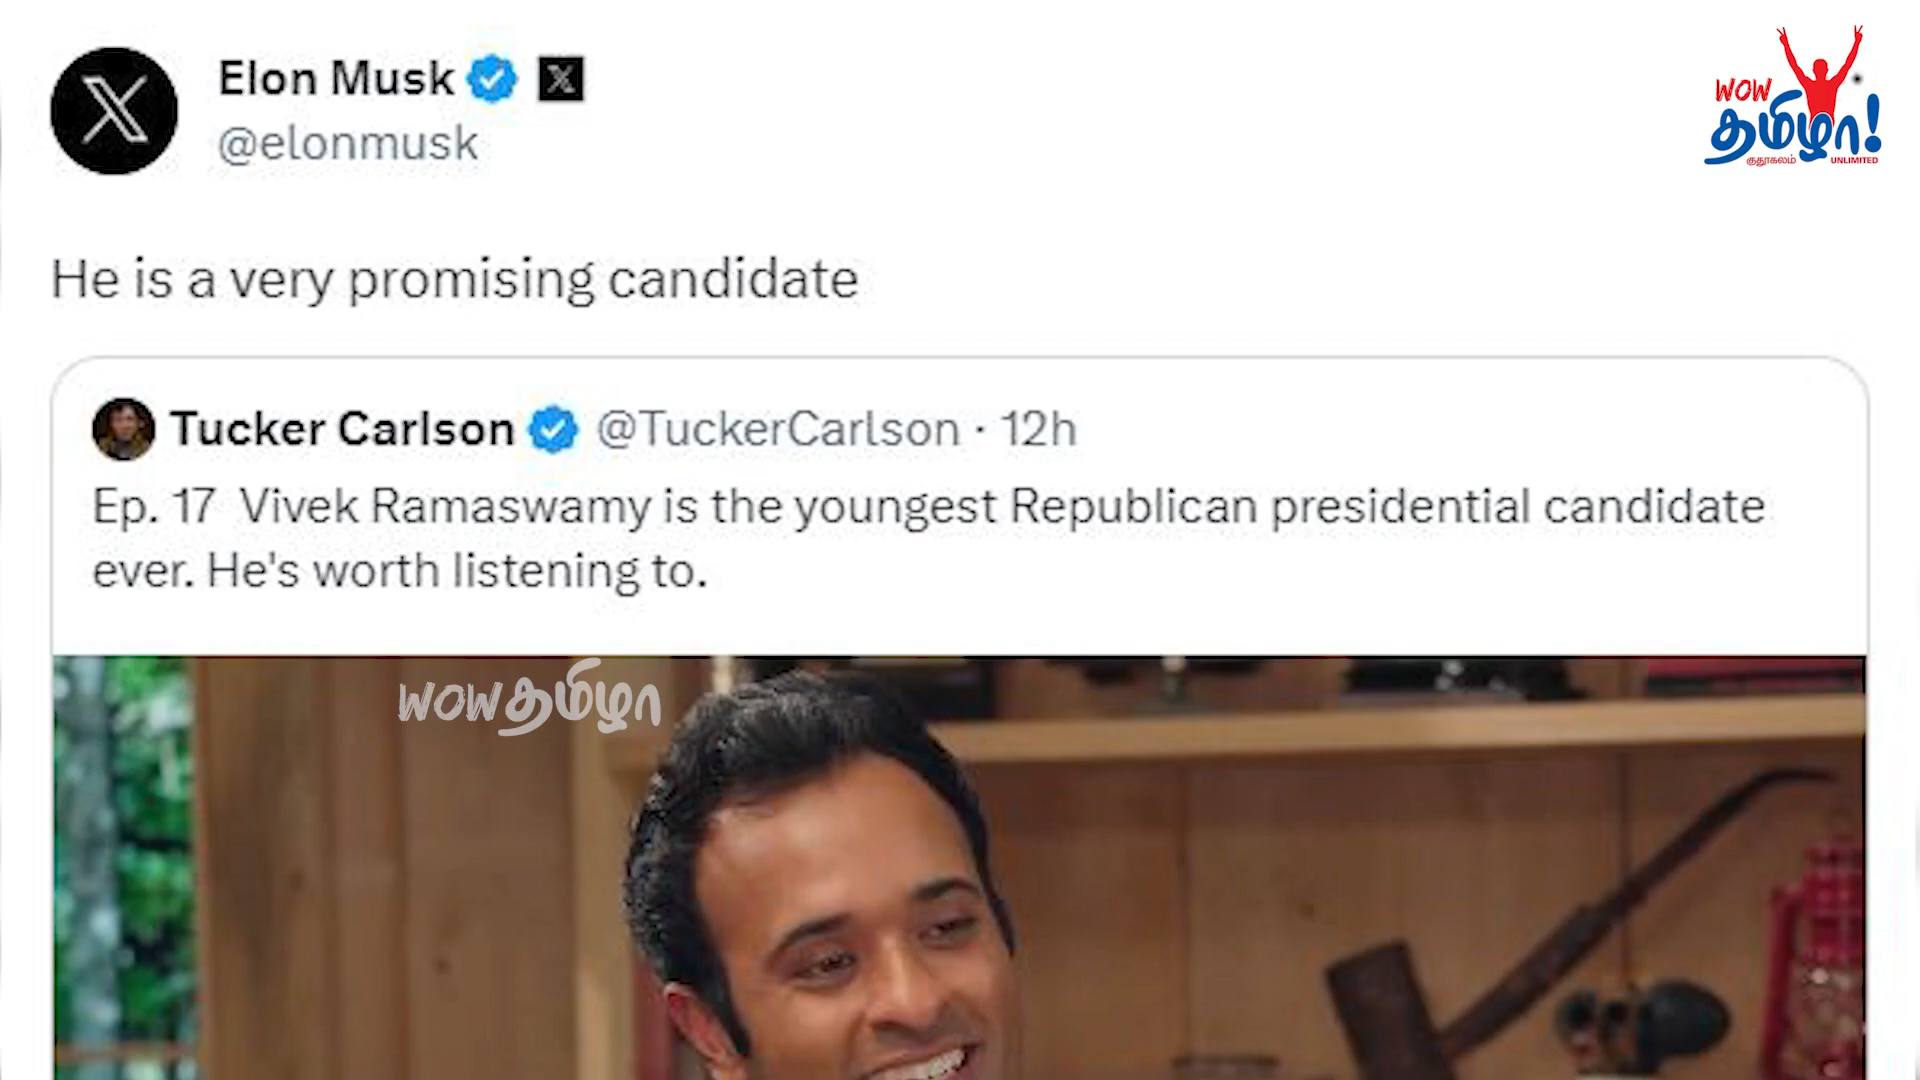 Elon Musk
@elonmusk
WOW
தமிழா!
குதூகலம் UNLIMITED
He is a very promising candidate
Tucker Carlson @TuckerCarlson · 12h
Ep. 17 Vivek Ramaswamy is the youngest Republican presidential candidate
ever. He's worth listening to.
wowதமிழா